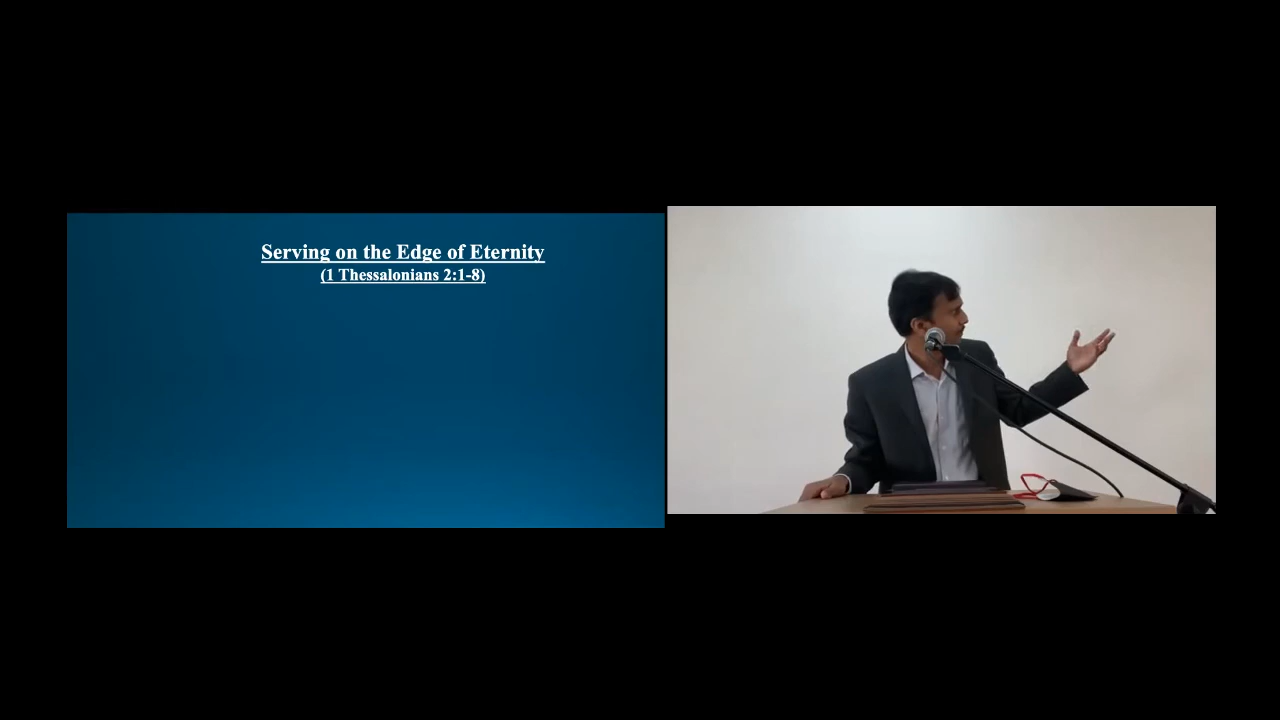 Serving on the Edge of Eternity
(1 Thessalonians 2:1-8)